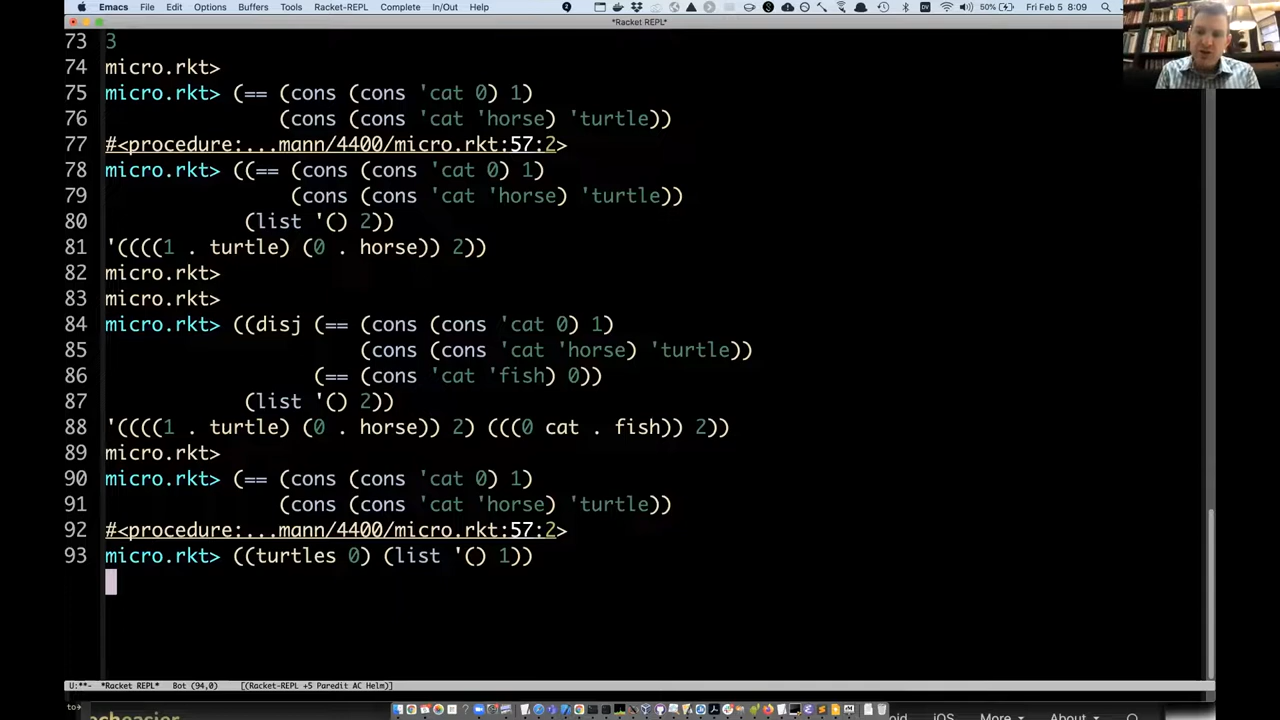 Emacs File Edit Options Buffers Tools Racket-REPL Complete In/Out Help 50% Fri Feb 5 8:09
*Racket REPL*
73 3
74 micro.rkt>
75 micro.rkt> (== (cons (cons 'cat 0) 1)
76 (cons (cons 'cat 'horse) 'turtle))
77 #<procedure:...mann/4400/micro.rkt:57:2>
78 micro.rkt> ((== (cons (cons 'cat 0) 1)
79 (cons (cons 'cat 'horse) 'turtle))
80 (list '() 2))
81 '((((1 . turtle) (0 . horse)) 2))
82 micro.rkt>
83 micro.rkt>
84 micro.rkt> ((disj (== (cons (cons 'cat 0) 1)
85 (cons (cons 'cat 'horse) 'turtle))
86 (== (cons 'cat 'fish) 0))
87 (list '() 2))
88 '((((1 . turtle) (0 . horse)) 2) (((0 cat . fish)) 2))
89 micro.rkt>
90 micro.rkt> (== (cons (cons 'cat 0) 1)
91 (cons (cons 'cat 'horse) 'turtle))
92 #<procedure:...mann/4400/micro.rkt:57:2>
93 micro.rkt> ((turtles 0) (list '() 1))
U:**- *Racket REPL* Bot (94,0) [(Racket-REPL +5 Paredit AC Helm)]